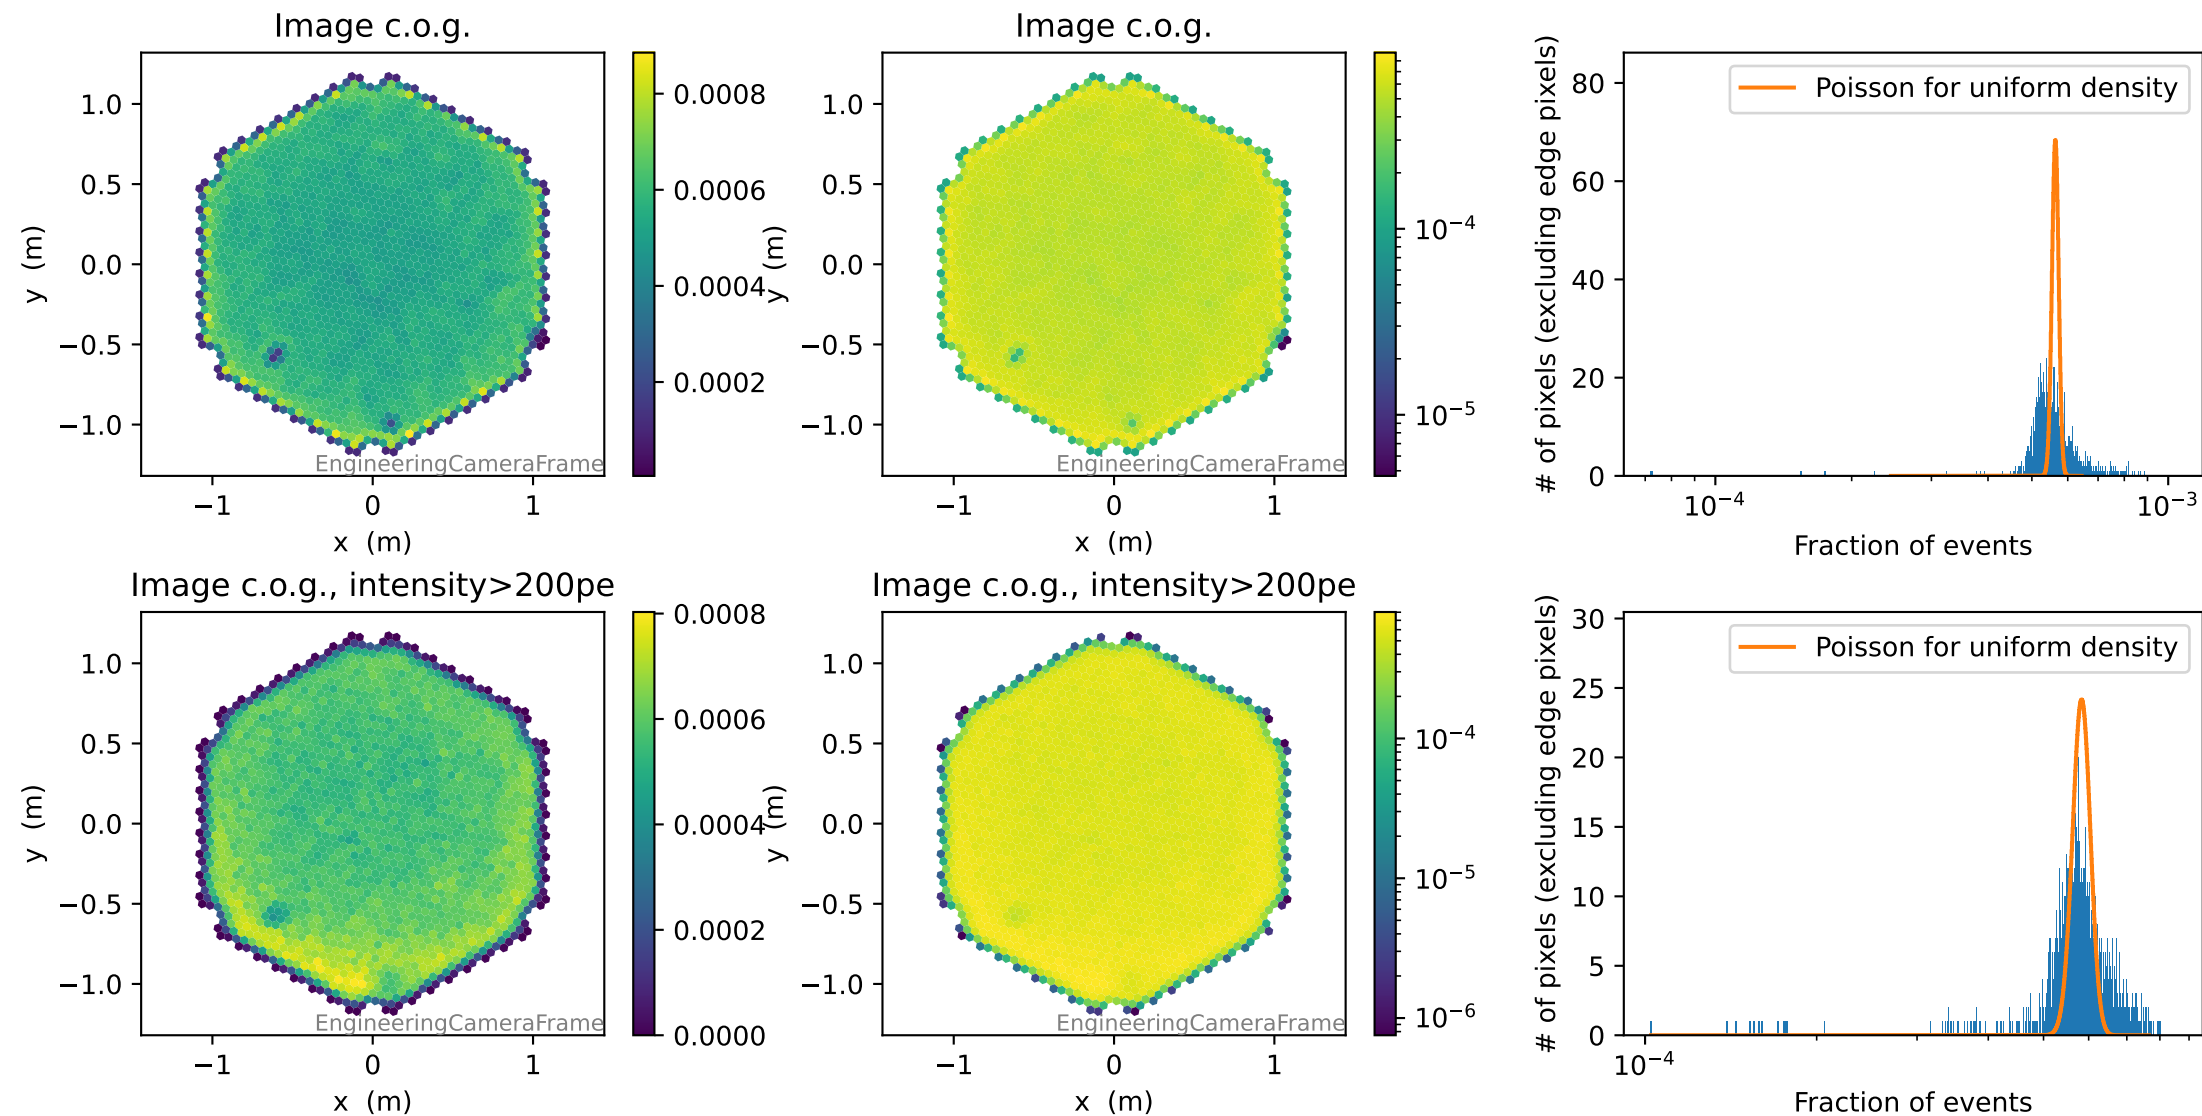 Image c.o.g.
y (m)
1.0
0.5
0.0
−0.5
−1.0
−1
0
1
x (m)
EngineeringCameraFrame
0.0008
0.0006
0.0004
0.0002
Image c.o.g.
y (m)
1.0
0.5
0.0
−0.5
−1.0
−1
0
1
x (m)
EngineeringCameraFrame
10⁻⁴
10⁻⁵
# of pixels (excluding edge pixels)
80
60
40
20
0
Poisson for uniform density
10⁻⁴
10⁻³
Fraction of events
Image c.o.g., intensity>200pe
y (m)
1.0
0.5
0.0
−0.5
−1.0
−1
0
1
x (m)
EngineeringCameraFrame
0.0008
0.0006
0.0004
0.0002
0.0000
Image c.o.g., intensity>200pe
y (m)
1.0
0.5
0.0
−0.5
−1.0
−1
0
1
x (m)
EngineeringCameraFrame
10⁻⁴
10⁻⁵
10⁻⁶
# of pixels (excluding edge pixels)
30
25
20
15
10
5
0
Poisson for uniform density
10⁻⁴
Fraction of events